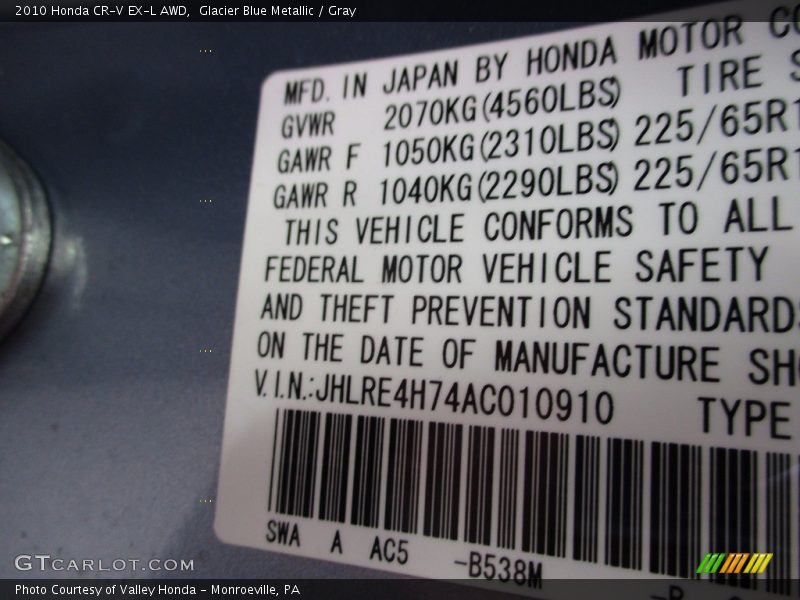 2010 Honda CR-V EX-L AWD,  Glacier Blue Metallic / Gray
MFD. IN JAPAN BY HONDA MOTOR CO
GVWR 2070KG(4560LBS) TIRE S
GAWR F 1050KG(2310LBS) 225/65R1
GAWR R 1040KG(2290LBS) 225/65R1
THIS VEHICLE CONFORMS TO ALL
FEDERAL MOTOR VEHICLE SAFETY
AND THEFT PREVENTION STANDARDS
ON THE DATE OF MANUFACTURE SHO
V.I.N.:JHLRE4H74AC010910 TYPE
SWA A AC5 -B538M
GTCARLOT.COM
Photo Courtesy of Valley Honda - Monroeville, PA